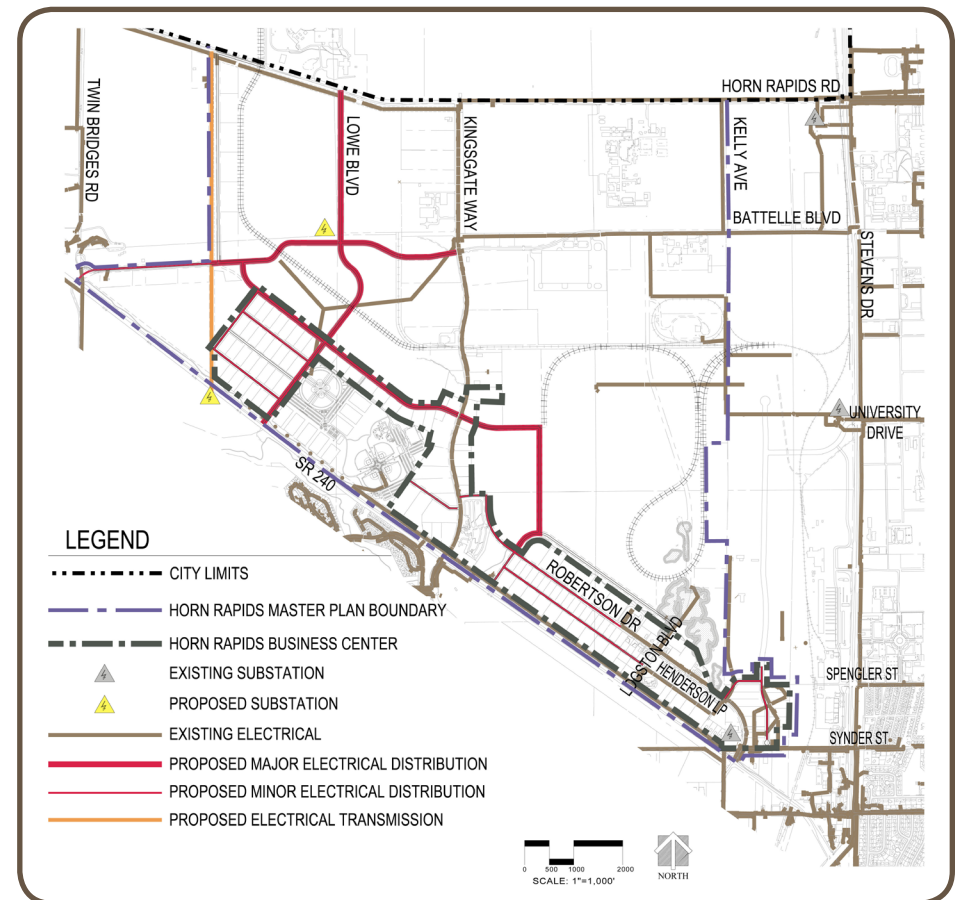 HORN RAPIDS RD
TWIN BRIDGES RD
LOWE BLVD
KINGSGATE WAY
KELLY AVE
BATTELLE BLVD
STEVENS DR
UNIVERSITY
DRIVE
SR 240
ROBERTSON DR
LOGSTON BLVD
HENDERSON LP
SPENGLER ST
SYNDER ST
LEGEND
CITY LIMITS
HORN RAPIDS MASTER PLAN BOUNDARY
HORN RAPIDS BUSINESS CENTER
EXISTING SUBSTATION
PROPOSED SUBSTATION
EXISTING ELECTRICAL
PROPOSED MAJOR ELECTRICAL DISTRIBUTION
PROPOSED MINOR ELECTRICAL DISTRIBUTION
PROPOSED ELECTRICAL TRANSMISSION
0 500 1000 2000
SCALE: 1"=1,000'
NORTH